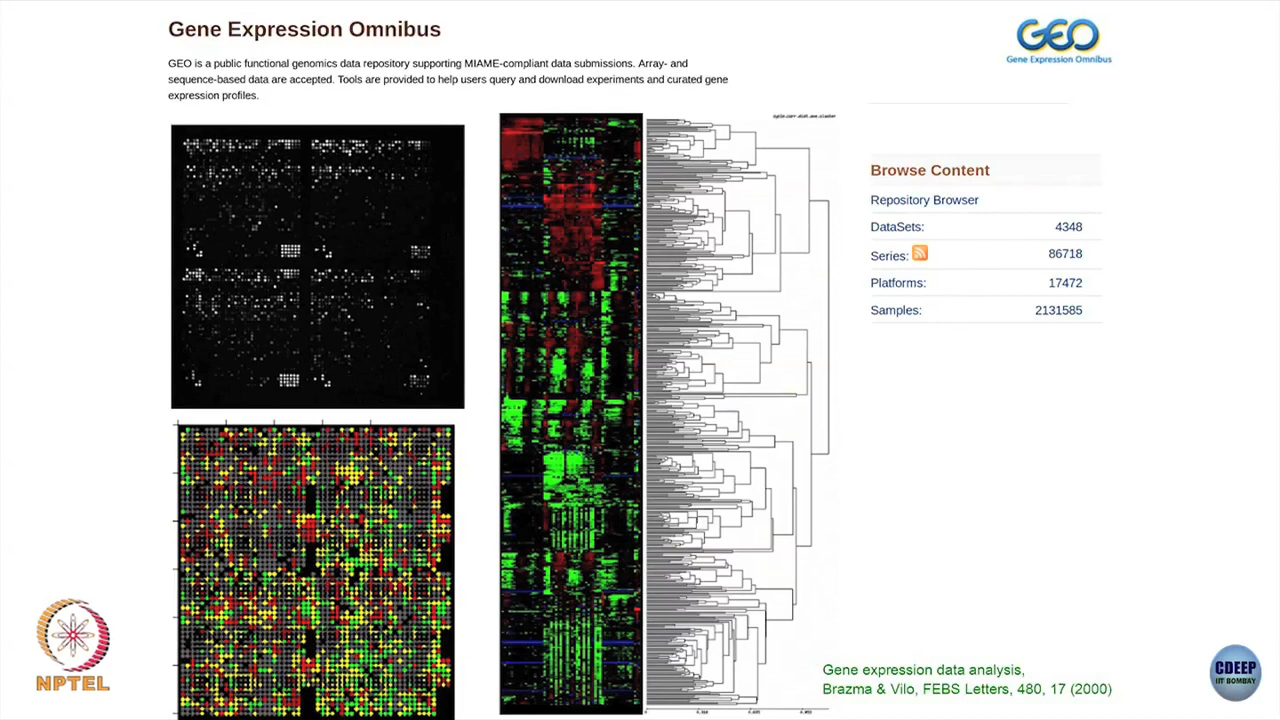 Gene Expression Omnibus
GEO
Gene Expression Omnibus
GEO is a public functional genomics data repository supporting MIAME-compliant data submissions. Array- and
sequence-based data are accepted. Tools are provided to help users query and download experiments and curated gene
expression profiles.
Browse Content
Repository Browser
DataSets: 4348
Series: 86718
Platforms: 17472
Samples: 2131585
Gene expression data analysis,
Brazma & Vilo, FEBS Letters, 480, 17 (2000)
NPTEL
CDEEP
IIT BOMBAY